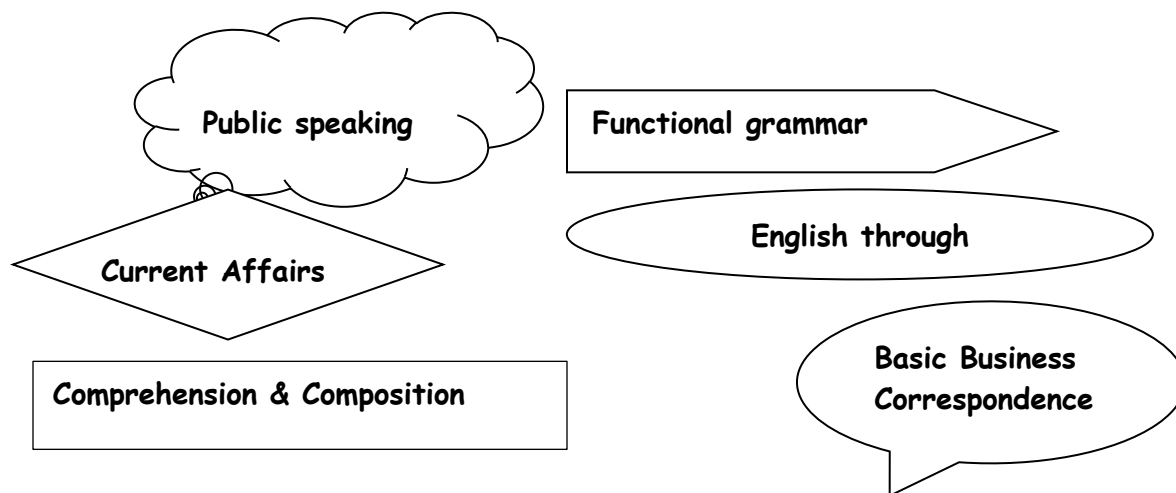 Public speaking
Functional grammar
English through
Current Affairs
Basic Business
Correspondence
Comprehension & Composition